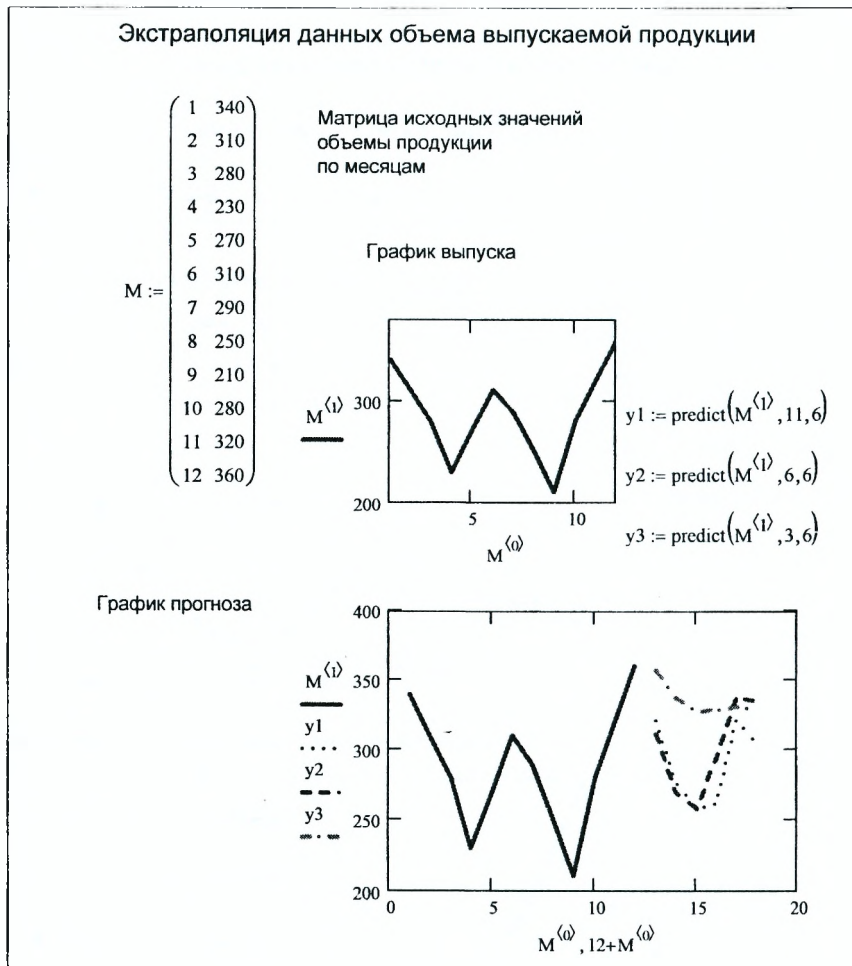 Экстраполяция данных объема выпускаемой продукции
M :=
1 340
2 310
3 280
4 230
5 270
6 310
7 290
8 250
9 210
10 280
11 320
12 360
Матрица исходных значений
объемы продукции
по месяцам
График выпуска
M⟨1⟩
300
200
5 10
M⟨0⟩
y1 := predict(M⟨1⟩, 11, 6)
y2 := predict(M⟨1⟩, 6, 6)
y3 := predict(M⟨1⟩, 3, 6)
График прогноза
M⟨1⟩
y1
y2
y3
400
350
300
250
200
0 5 10 15 20
M⟨0⟩, 12+M⟨0⟩